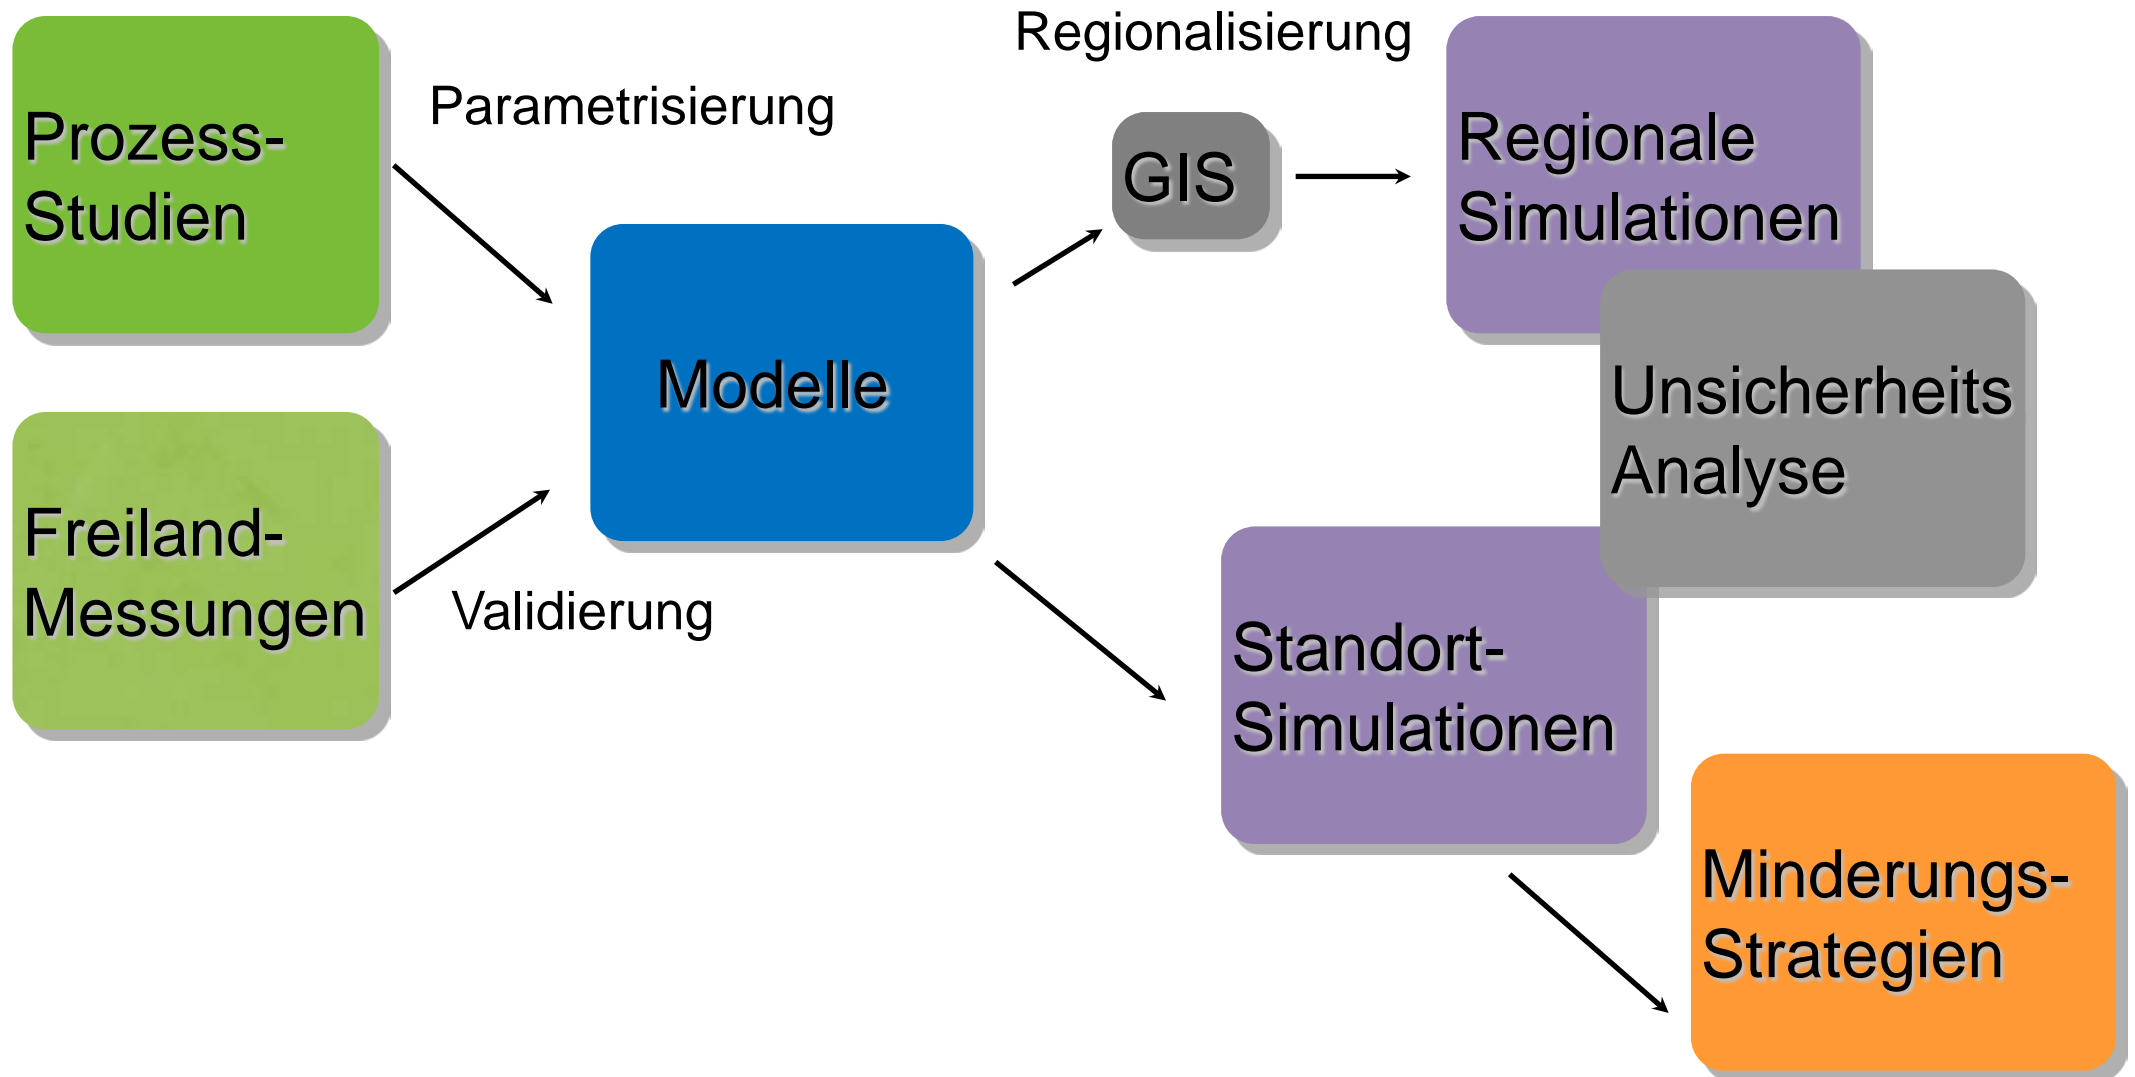 Prozess-
Studien
Parametrisierung
Regionalisierung
GIS
Regionale
Simulationen
Modelle
Unsicherheits
Analyse
Freiland-
Messungen
Validierung
Standort-
Simulationen
Minderungs-
Strategien